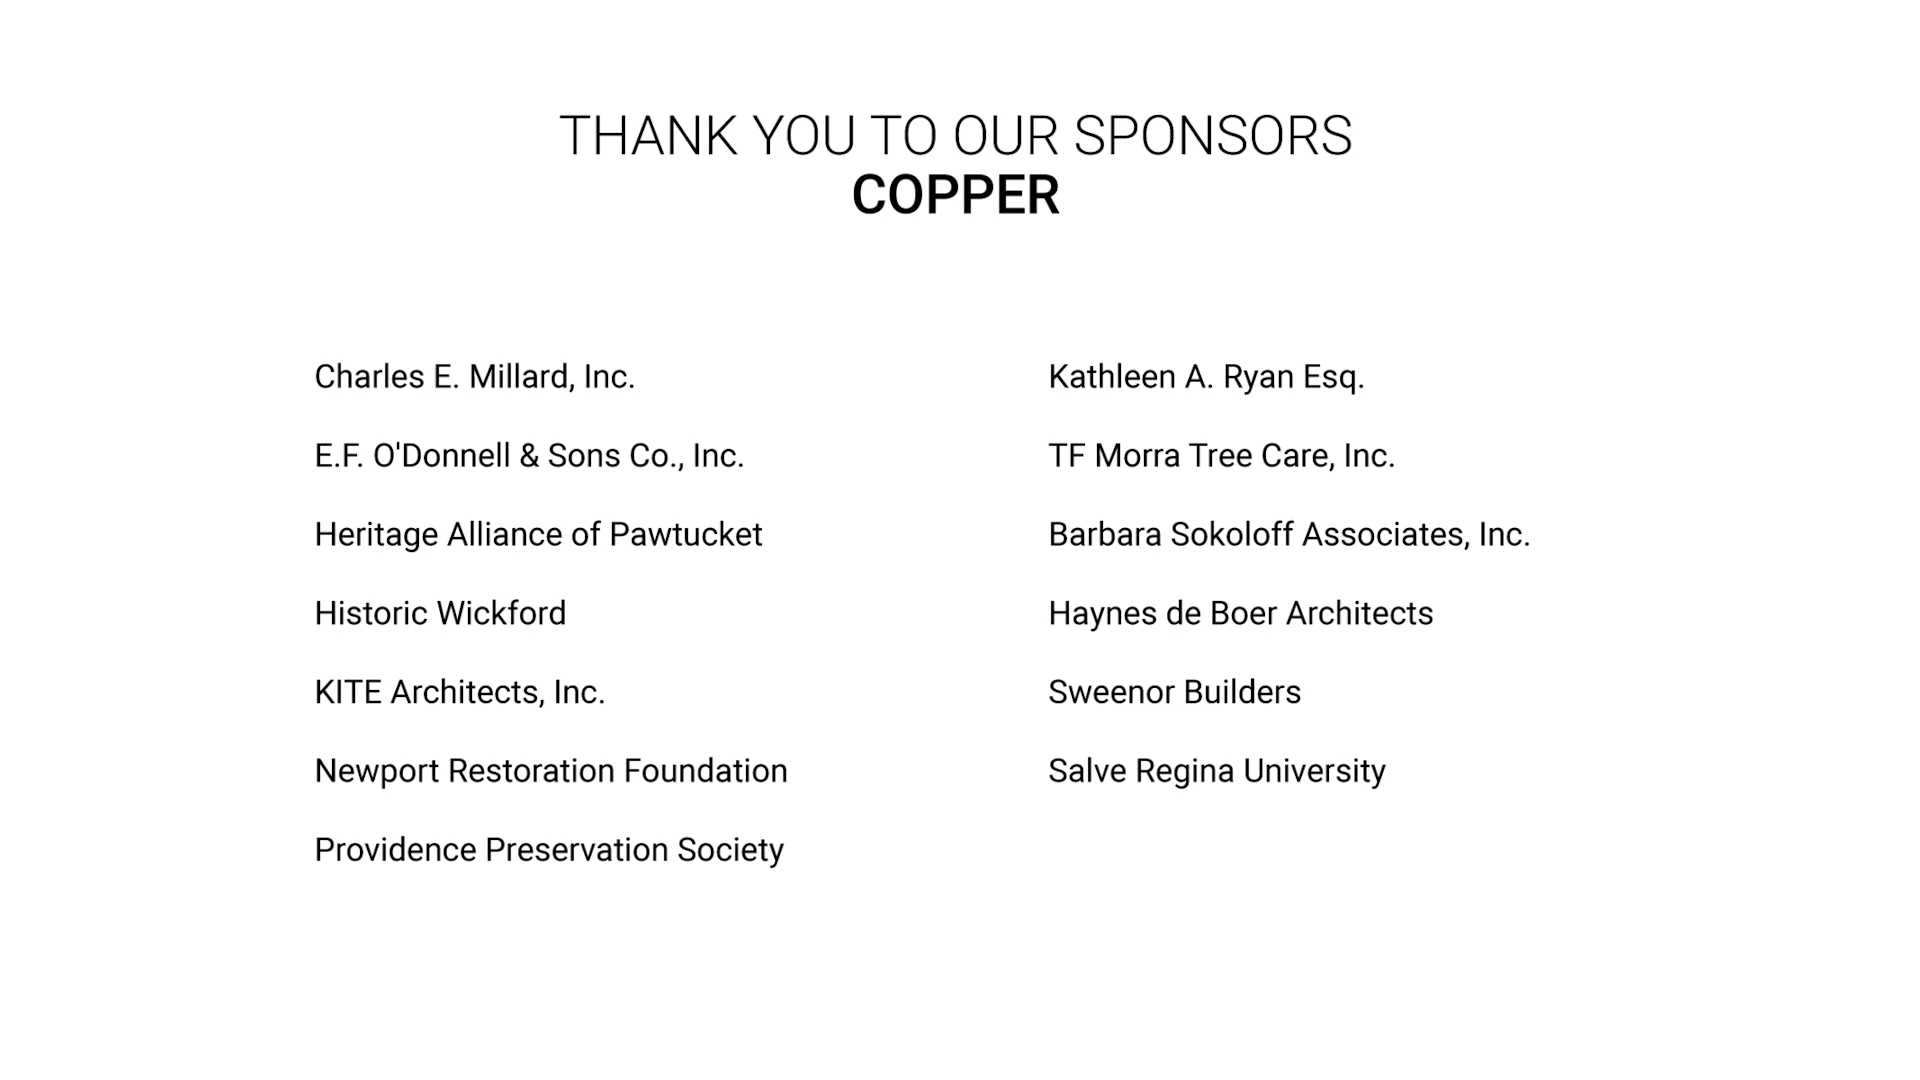 THANK YOU TO OUR SPONSORS
COPPER
Charles E. Millard, Inc.
E.F. O'Donnell & Sons Co., Inc.
Heritage Alliance of Pawtucket
Historic Wickford
KITE Architects, Inc.
Newport Restoration Foundation
Providence Preservation Society
Kathleen A. Ryan Esq.
TF Morra Tree Care, Inc.
Barbara Sokoloff Associates, Inc.
Haynes de Boer Architects
Sweenor Builders
Salve Regina University